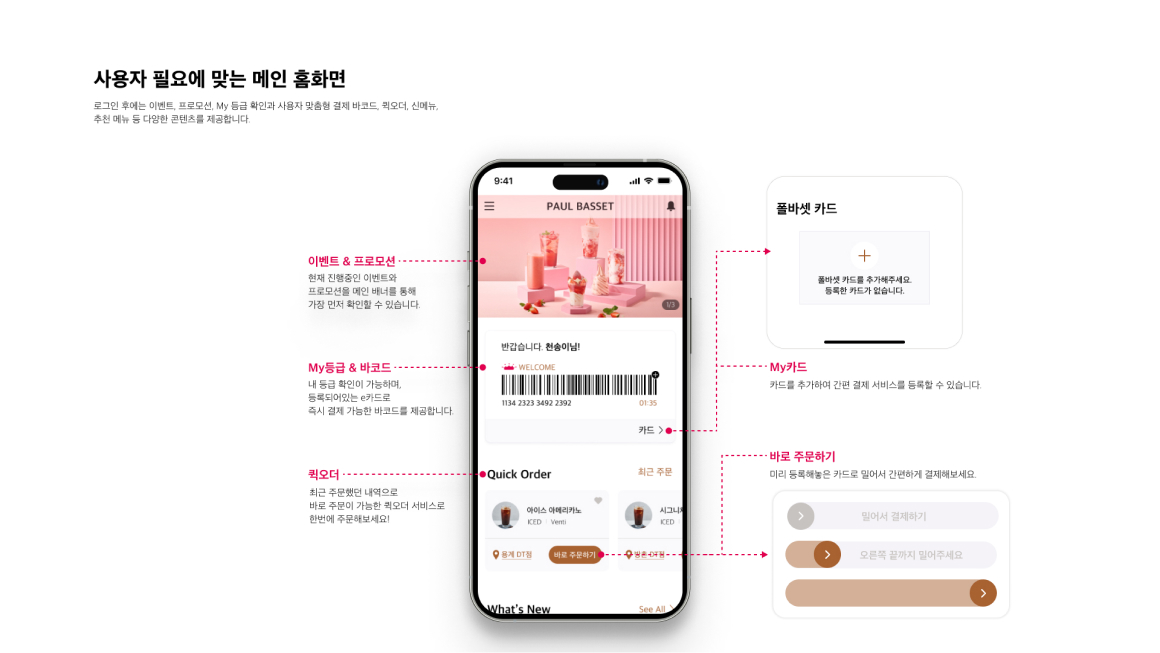 사용자 필요에 맞는 메인 홈화면
로그인 후에는 이벤트, 프로모션, My 등급 확인과 사용자 맞춤형 결제 바코드, 퀵오더, 신메뉴,
추천 메뉴 등 다양한 콘텐츠를 제공합니다.
이벤트 & 프로모션
현재 진행중인 이벤트와
프로모션을 메인 배너를 통해
가장 먼저 확인할 수 있습니다.
My등급 & 바코드
내 등급 확인이 가능하며,
등록되어있는 e카드로
즉시 결제 가능한 바코드를 제공합니다.
퀵오더
최근 주문했던 내역으로
바로 주문이 가능한 퀵오더 서비스로
한번에 주문해보세요!
9:41
PAUL BASSET
1/3
반갑습니다. 천송이님!
WELCOME
1134 2323 3492 2392
01:35
카드
Quick Order
최근 주문
아이스 아메리카노
ICED
Venti
용계 DT점
바로 주문하기
시그니처
ICED
DT점
What's New
See All
폴바셋 카드
폴바셋 카드를 추가해주세요.
등록한 카드가 없습니다.
My카드
카드를 추가하여 간편 결제 서비스를 등록할 수 있습니다.
바로 주문하기
미리 등록해놓은 카드로 밀어서 간편하게 결제해보세요.
밀어서 결제하기
오른쪽 끝까지 밀어주세요